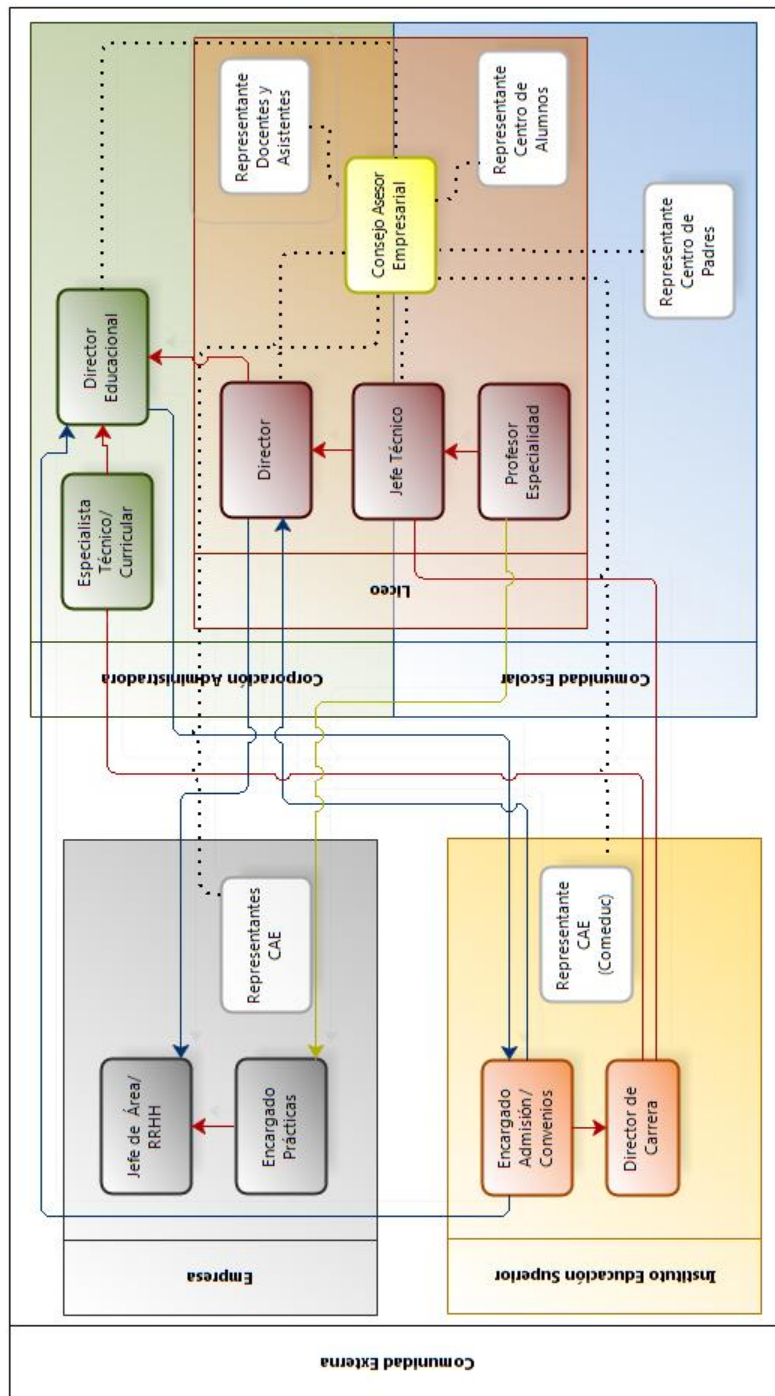 Comunidad Externa
Empresa
Jefe de Área/
RRHH
Encargado
Prácticas
Representantes
CAE
Instituto Educación Superior
Encargado
Admisión/
Convenios
Director de
Carrera
Representante
CAE
(Comeduc)
Corporación Administradora
Especialista
Técnico/
Curricular
Director
Educacional
Liceo
Director
Jefe Técnico
Profesor
Especialidad
Representante
Docentes y
Asistentes
Consejo Asesor
Empresarial
Representante
Centro de
Alumnos
Comunidad Escolar
Representante
Centro de
Padres